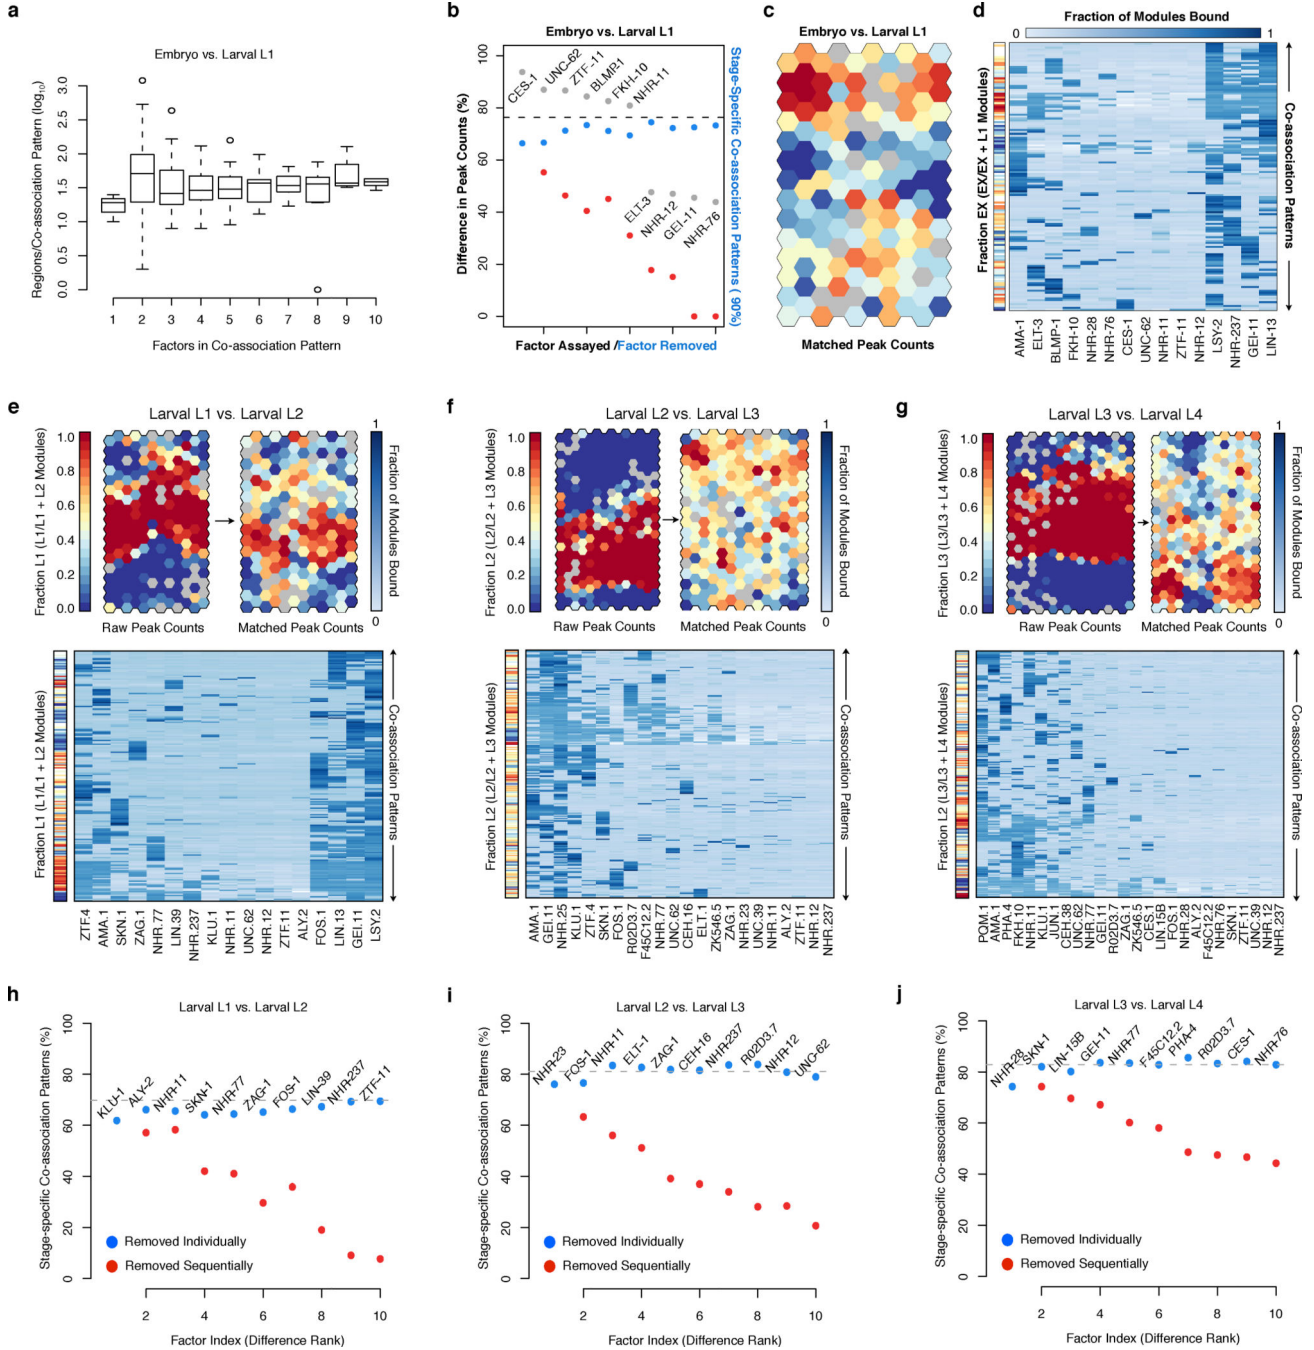 a
Embryo vs. Larval L1
Regions/Co-association Pattern (log10)
3.0
2.5
2.0
1.5
1.0
0.5
0.0
1 2 3 4 5 6 7 8 9 10
Factors in Co-association Pattern
b
Embryo vs. Larval L1
Difference in Peak Counts (%)
100
80
60
40
20
0
CES-1
UNC-62
ZTF-11
BLMP-1
FKH-10
NHR-11
ELT-3
NHR-12
GEI-11
NHR-76
Stage-Specific Co-association Patterns ( 90%)
Factor Assayed /Factor Removed
c
Embryo vs. Larval L1
Matched Peak Counts
d
Fraction of Modules Bound
0 1
Fraction EX (EX/EX + L1 Modules)
Co-association Patterns
AMA-1
ELT-3
BLMP-1
FKH-10
NHR-28
NHR-76
CES-1
UNC-62
NHR-11
ZTF-11
NHR-12
LSY-2
NHR-237
GEI-11
LIN-13
e
Larval L1 vs. Larval L2
Fraction L1 (L1/L1 + L2 Modules)
1.0
0.8
0.6
0.4
0.2
0.0
Raw Peak Counts
Matched Peak Counts
1
0
Fraction of Modules Bound
Fraction L1 (L1/L1 + L2 Modules)
Co-association Patterns
ZTF.4
AMA.1
SKN.1
ZAG.1
NHR.77
LIN.39
NHR.237
KLU.1
NHR.11
UNC.62
NHR.12
ZTF.11
ALY.2
FOS.1
LIN.13
GEI.11
LSY.2
f
Larval L2 vs. Larval L3
Fraction L2 (L2/L2 + L3 Modules)
1.0
0.8
0.6
0.4
0.2
0.0
Raw Peak Counts
Matched Peak Counts
1
0
Fraction of Modules Bound
Fraction L2 (L2/L2 + L3 Modules)
Co-association Patterns
AMA.1
GEI.11
NHR.25
KLU.1
ZTF.4
SKN.1
FOS.1
R02D3.7
F45C12.2
NHR.77
UNC.62
CEH.16
ELT.1
ZK546.5
ZAG.1
NHR.23
UNC.39
NHR.11
ALY.2
ZTF.11
NHR.12
NHR.237
g
Larval L3 vs. Larval L4
Fraction L3 (L3/L3 + L4 Modules)
1.0
0.8
0.6
0.4
0.2
0.0
Raw Peak Counts
Matched Peak Counts
1
0
Fraction of Modules Bound
Fraction L2 (L3/L3 + L4 Modules)
Co-association Patterns
PQM.1
AMA.1
PHA.4
FKH.10
NHR.11
KLU.1
JUN.1
CEH.38
UNC.62
NHR.77
GEI.11
R02D3.7
ZAG.1
ZK546.5
CES.1
LIN.15B
FOS.1
NHR.28
ALY.2
F45C12.2
NHR.76
SKN.1
ZTF.11
UNC.39
NHR.12
NHR.237
h
Larval L1 vs. Larval L2
Stage-specific Co-association Patterns (%)
100
80
60
40
20
0
KLU-1
ALY-2
NHR-11
SKN-1
NHR-77
ZAG-1
FOS-1
LIN-39
NHR-237
ZTF-11
Removed Individually
Removed Sequentially
2 4 6 8 10
Factor Index (Difference Rank)
i
Larval L2 vs. Larval L3
Stage-specific Co-association Patterns (%)
100
80
60
40
20
0
NHR-23
FOS-1
NHR-11
ELT-1
ZAG-1
CEH-16
NHR-237
R02D3.7
NHR-12
UNC-62
Removed Individually
Removed Sequentially
2 4 6 8 10
Factor Index (Difference Rank)
j
Larval L3 vs. Larval L4
Stage-specific Co-association Patterns (%)
100
80
60
40
20
0
NHR-28
SKN-1
LIN-15B
GEI-11
NHR-77
F45C12.2
PHA-4
R02D3.7
CES-1
NHR-76
Removed Individually
Removed Sequentially
2 4 6 8 10
Factor Index (Difference Rank)